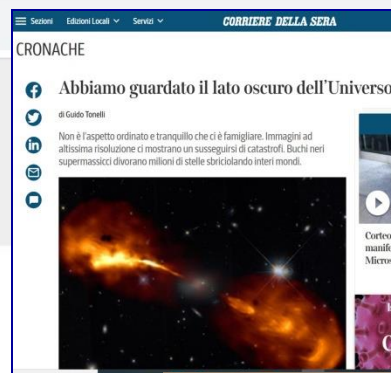 Sezioni Edizioni Locali Servizi CORRIERE DELLA SERA
CRONACHE
Abbiamo guardato il lato oscuro dell'Universo
di Guido Tonelli
Non è l'aspetto ordinato e tranquillo che ci è famigliare. Immagini ad
altissima risoluzione ci mostrano un susseguirsi di catastrofi. Buchi neri
supermassicci divorano milioni di stelle sbriciolando interi mondi.
Corteo
manife
Micros